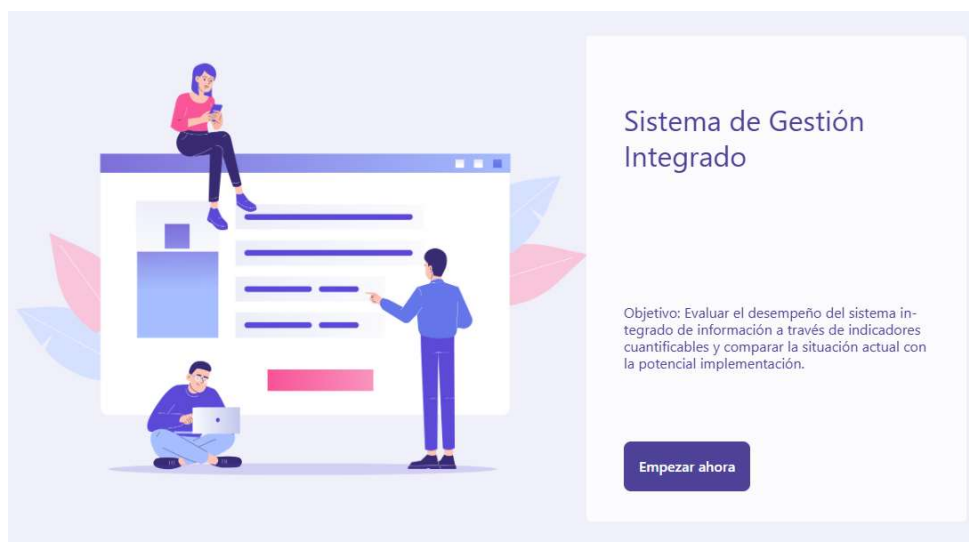 Sistema de Gestión
Integrado
Objetivo: Evaluar el desempeño del sistema in-
tegrado de información a través de indicadores
cuantificables y comparar la situación actual con
la potencial implementación.
Empezar ahora